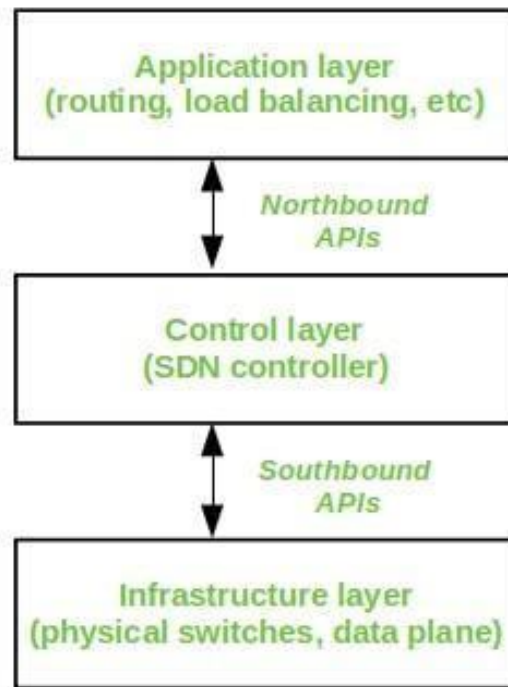 Application layer
(routing, load balancing, etc)
Northbound
APIs
Control layer
(SDN controller)
Southbound
APIs
Infrastructure layer
(physical switches, data plane)